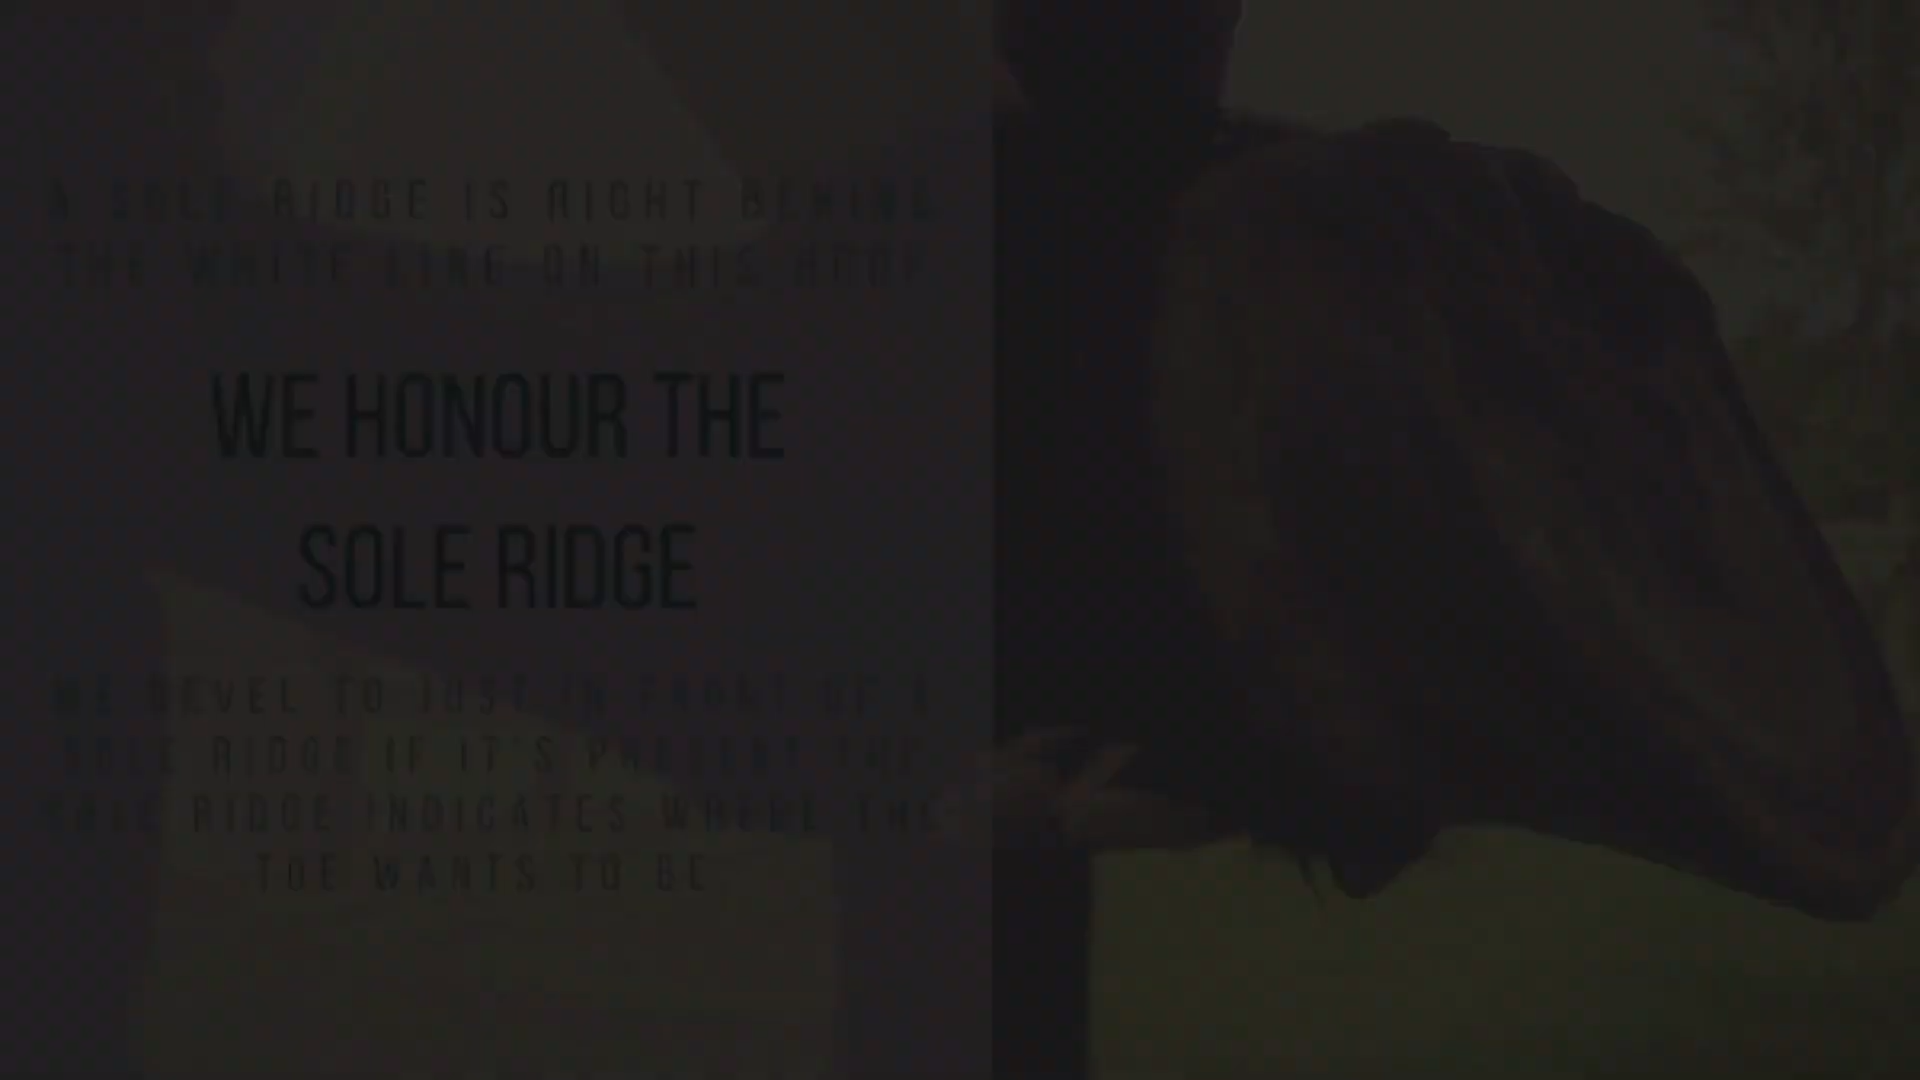 A SOLE RIDGE IS RIGHT BEHIND
THE WHITE LINE ON THIS HOOF
WE HONOUR THE
SOLE RIDGE
WE BEVEL TO JUST IN FRONT OF A
SOLE RIDGE IF IT'S PRESENT THE
SOLE RIDGE INDICATES WHERE THE
TOE WANTS TO BE